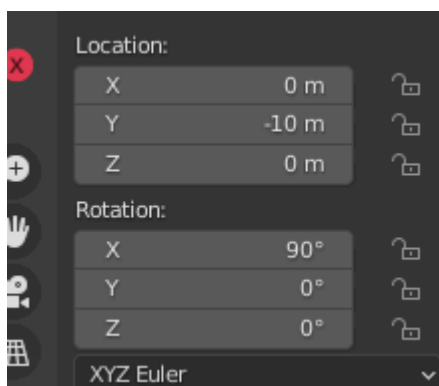 Location:
X
X 0 m
Y -10 m
Z 0 m
Rotation:
X 90°
Y 0°
Z 0°
XYZ Euler